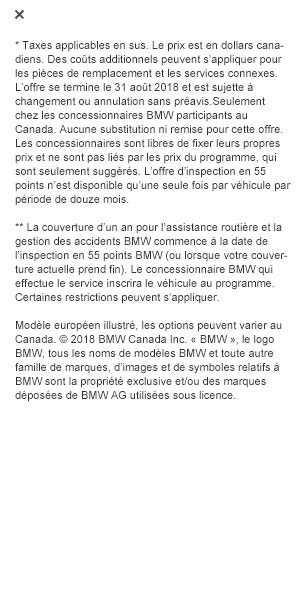 * Taxes applicables en sus. Le prix est en dollars cana-
diens. Des coûts additionnels peuvent s’appliquer pour
les pièces de remplacement et les services connexes.
L’offre se termine le 31 août 2018 et est sujette à
changement ou annulation sans préavis.Seulement
chez les concessionnaires BMW participants au
Canada. Aucune substitution ni remise pour cette offre.
Les concessionnaires sont libres de fixer leurs propres
prix et ne sont pas liés par les prix du programme, qui
sont seulement suggérés. L’offre d’inspection en 55
points n’est disponible qu’une seule fois par véhicule par
période de douze mois.
** La couverture d’un an pour l’assistance routière et la
gestion des accidents BMW commence à la date de
l’inspection en 55 points BMW (ou lorsque votre couver-
ture actuelle prend fin). Le concessionnaire BMW qui
effectue le service inscrira le véhicule au programme.
Certaines restrictions peuvent s’appliquer.
Modèle européen illustré, les options peuvent varier au
Canada. © 2018 BMW Canada Inc. « BMW », le logo
BMW, tous les noms de modèles BMW et toute autre
famille de marques, d’images et de symboles relatifs à
BMW sont la propriété exclusive et/ou des marques
déposées de BMW AG utilisées sous licence.